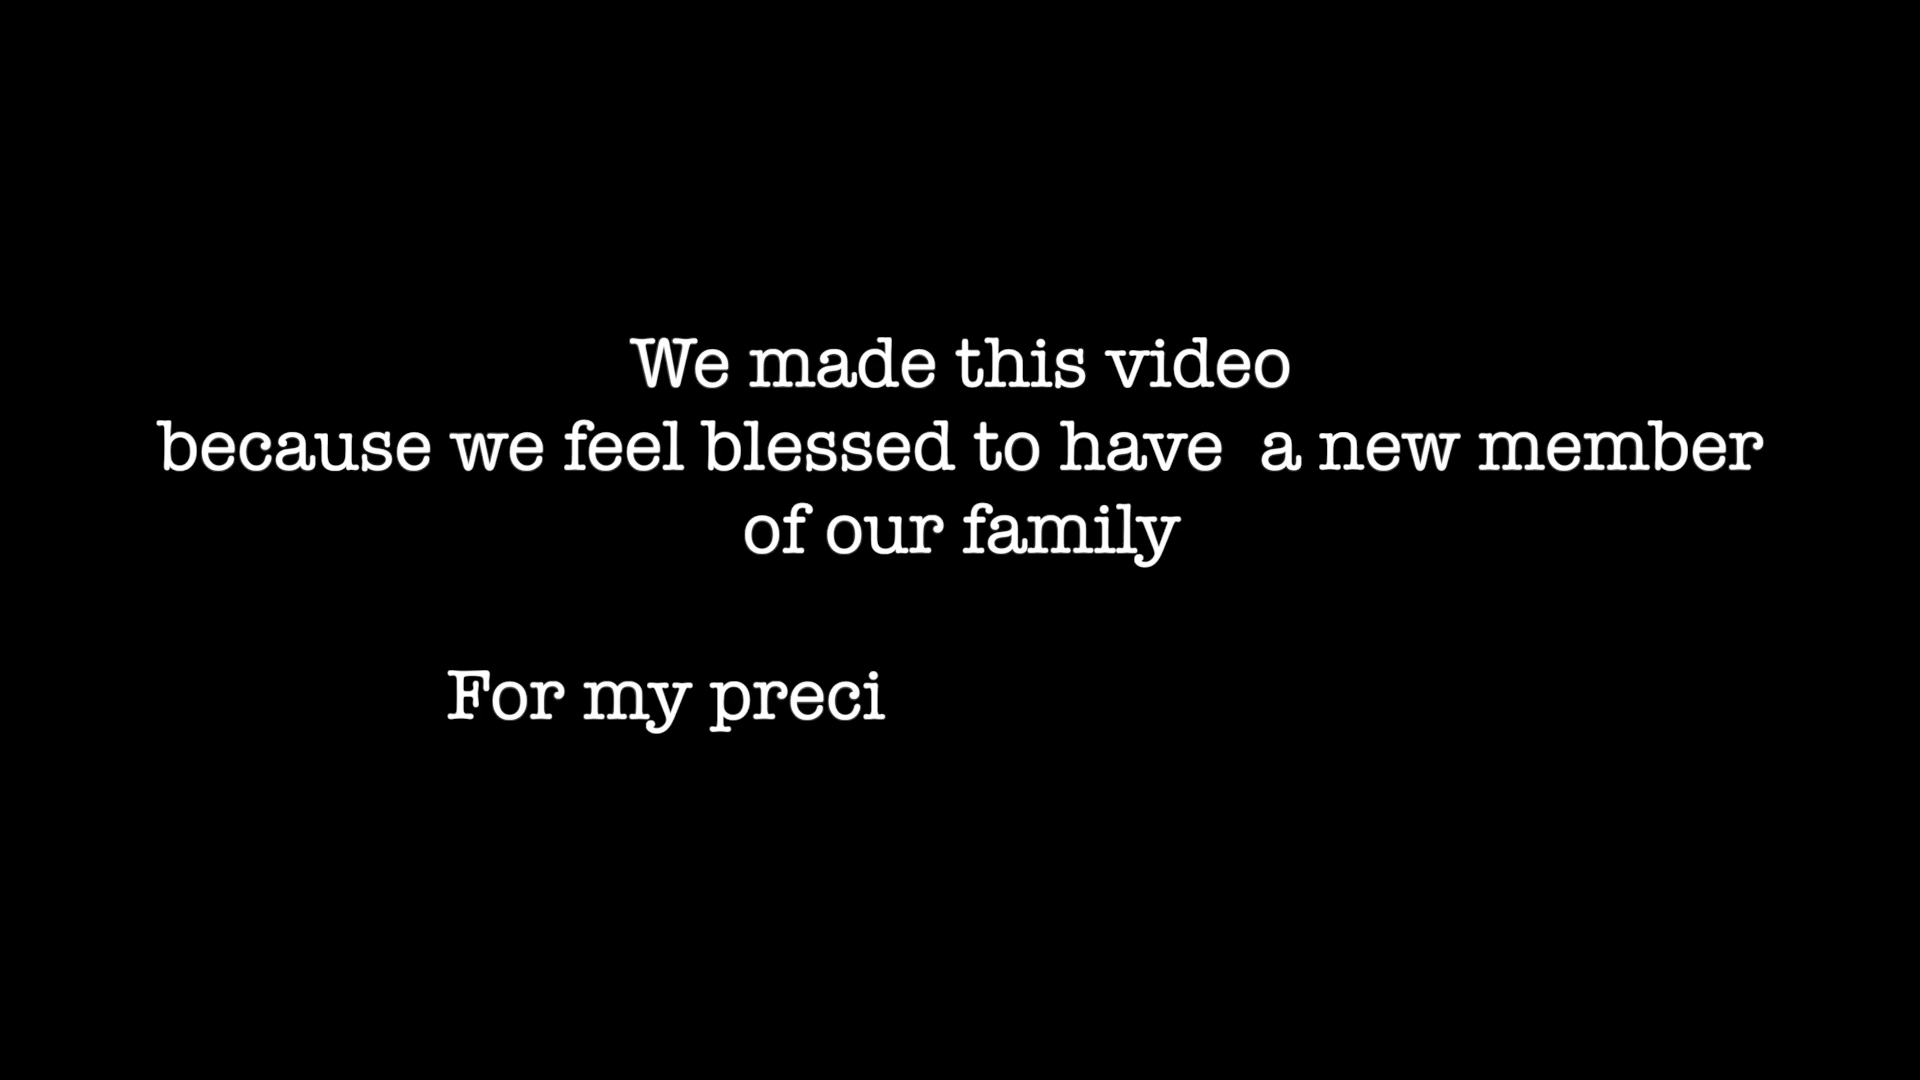 We made this video
because we feel blessed to have  a new member
of our family
For my preci